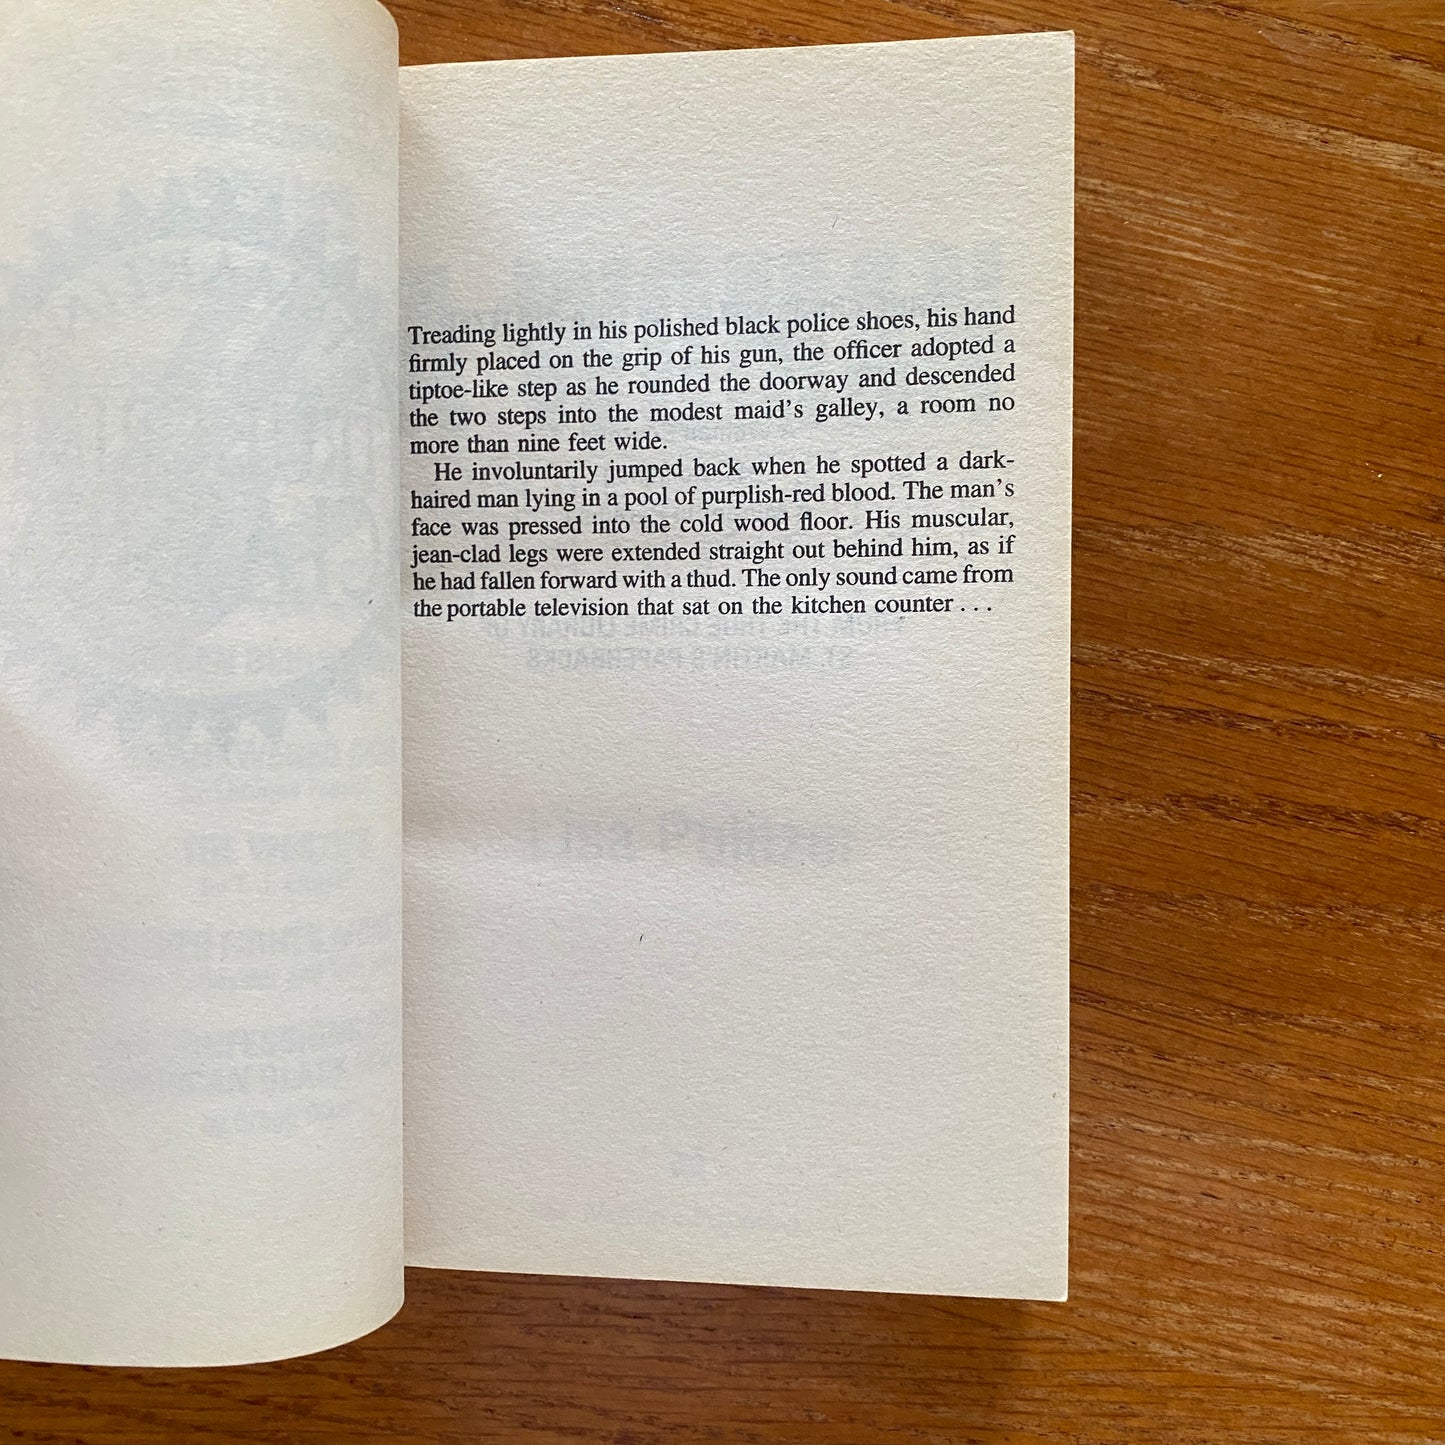 Treading lightly in his polished black police shoes, his hand
firmly placed on the grip of his gun, the officer adopted a
tiptoe-like step as he rounded the doorway and descended
the two steps into the modest maid's galley, a room no
more than nine feet wide.
He involuntarily jumped back when he spotted a dark-
haired man lying in a pool of purplish-red blood. The man's
face was pressed into the cold wood floor. His muscular,
jean-clad legs were extended straight out behind him, as if
he had fallen forward with a thud. The only sound came from
the portable television that sat on the kitchen counter . . .